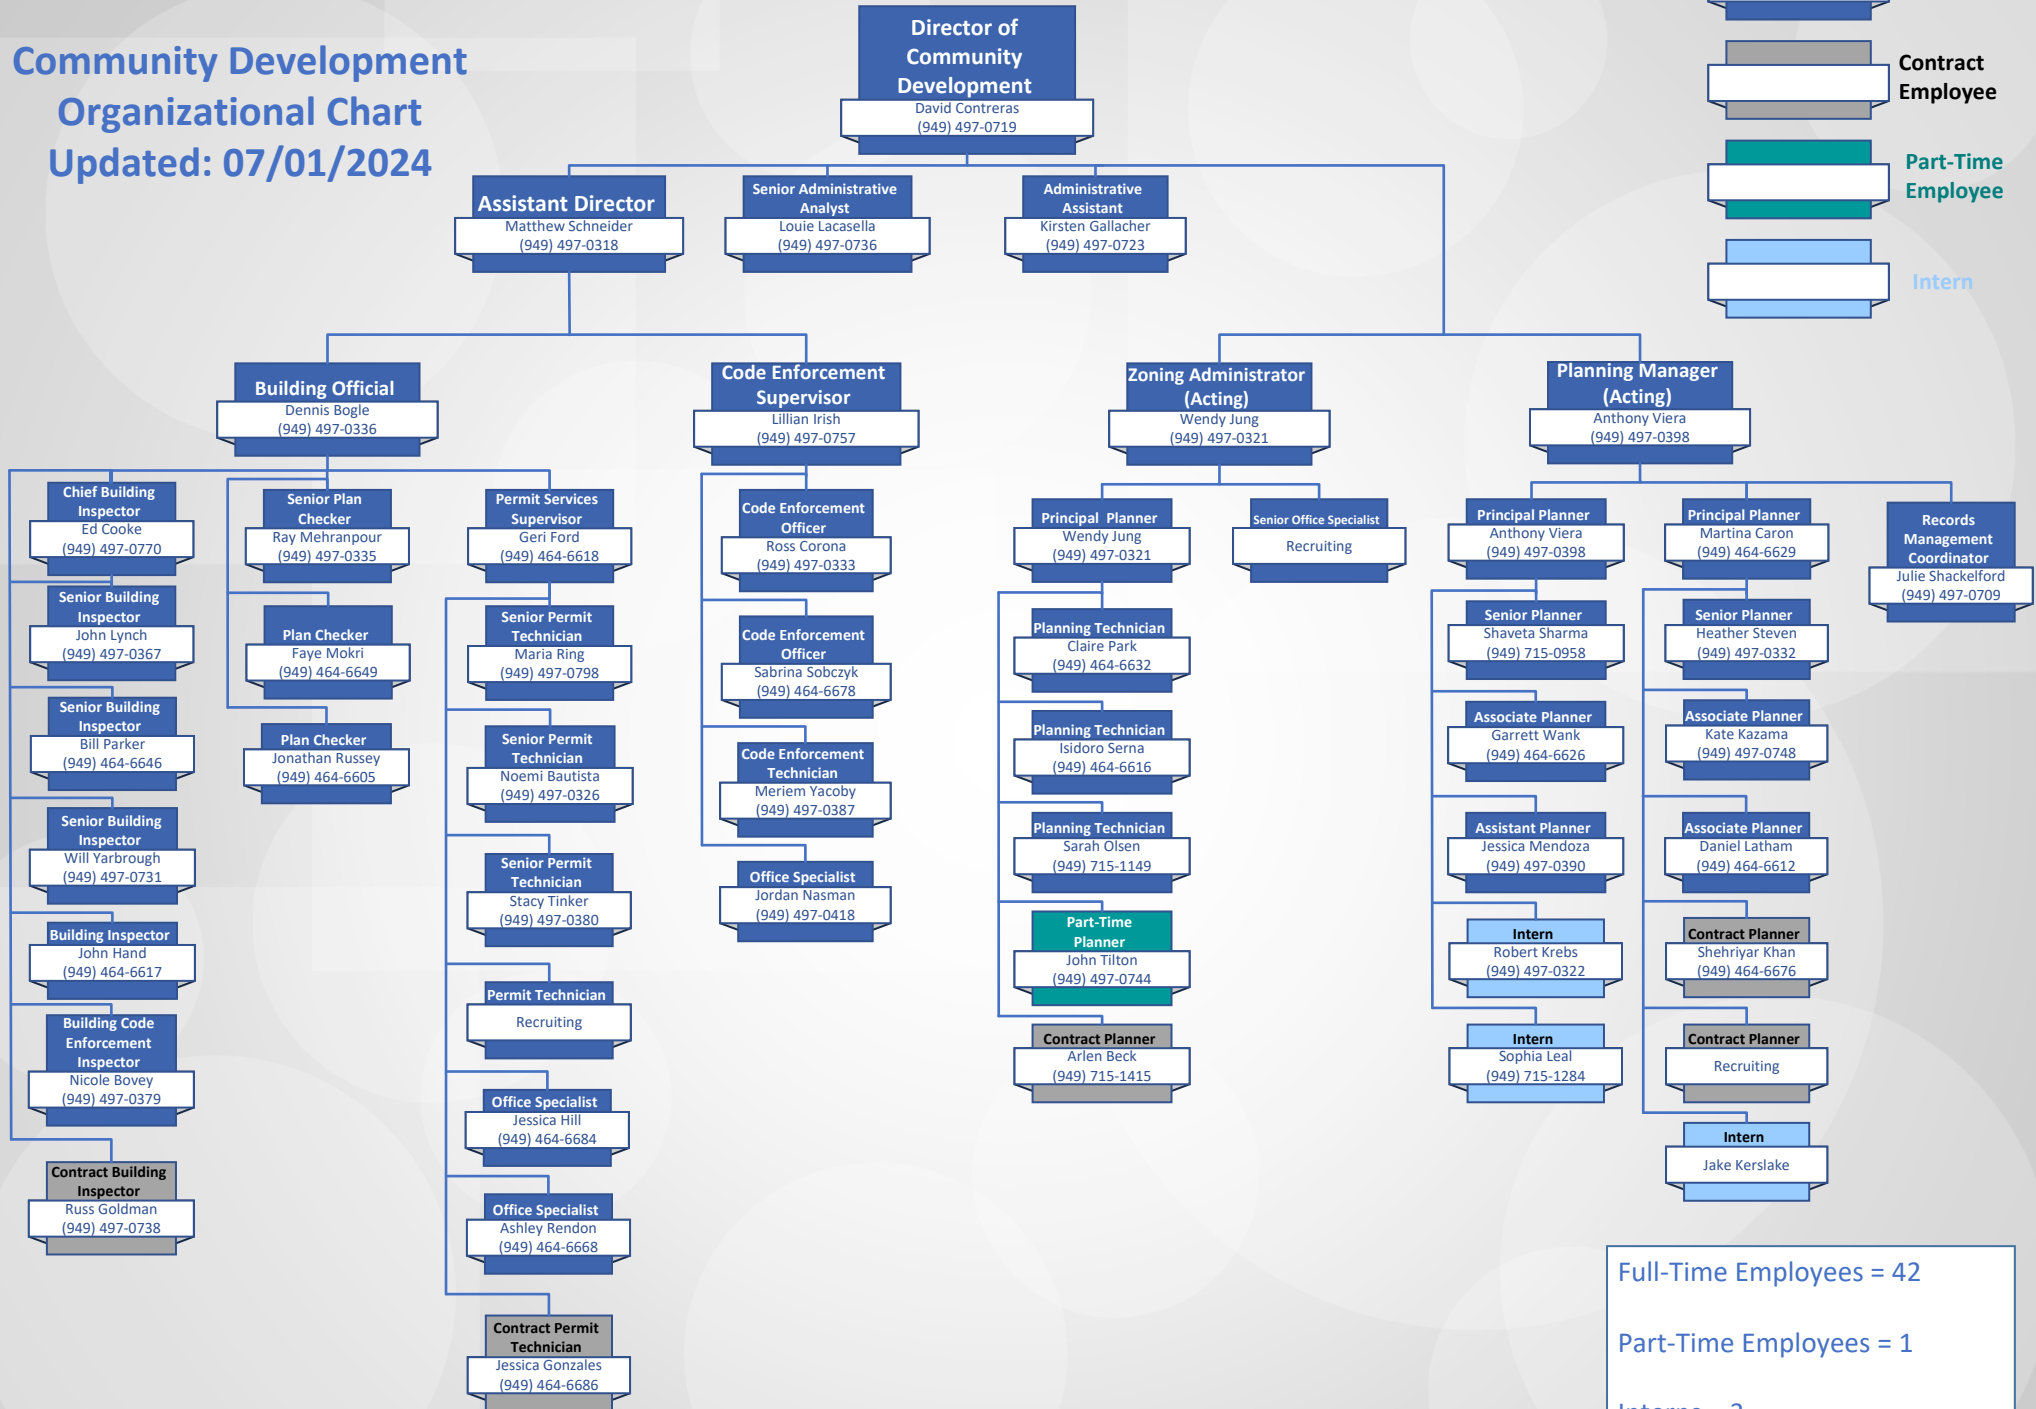 Community Development
Organizational Chart
Updated: 07/01/2024
Director of
Community
Development
David Contreras
(949) 497-0719
Contract
Employee
Part-Time
Employee
Intern
Assistant Director
Matthew Schneider
(949) 497-0318
Senior Administrative
Analyst
Louie Lacasella
(949) 497-0736
Administrative
Assistant
Kirsten Gallacher
(949) 497-0723
Building Official
Dennis Bogle
(949) 497-0336
Code Enforcement
Supervisor
Lillian Irish
(949) 497-0757
Zoning Administrator
(Acting)
Wendy Jung
(949) 497-0321
Planning Manager
(Acting)
Anthony Viera
(949) 497-0398
Chief Building
Inspector
Ed Cooke
(949) 497-0770
Senior Building
Inspector
John Lynch
(949) 497-0367
Senior Building
Inspector
Bill Parker
(949) 464-6646
Senior Building
Inspector
Will Yarbrough
(949) 497-0731
Building Inspector
John Hand
(949) 464-6617
Building Code
Enforcement
Inspector
Nicole Bovey
(949) 497-0379
Contract Building
Inspector
Russ Goldman
(949) 497-0738
Senior Plan
Checker
Ray Mehranpour
(949) 497-0335
Plan Checker
Faye Mokri
(949) 464-6649
Plan Checker
Jonathan Russey
(949) 464-6605
Permit Services
Supervisor
Geri Ford
(949) 464-6618
Senior Permit
Technician
Maria Ring
(949) 497-0798
Senior Permit
Technician
Noemi Bautista
(949) 497-0326
Senior Permit
Technician
Stacy Tinker
(949) 497-0380
Permit Technician
Recruiting
Office Specialist
Jessica Hill
(949) 464-6684
Office Specialist
Ashley Rendon
(949) 464-6668
Contract Permit
Technician
Jessica Gonzales
(949) 464-6686
Code Enforcement
Officer
Ross Corona
(949) 497-0333
Code Enforcement
Officer
Sabrina Sobczyk
(949) 464-6678
Code Enforcement
Technician
Meriem Yacoby
(949) 497-0387
Office Specialist
Jordan Nasman
(949) 497-0418
Principal Planner
Wendy Jung
(949) 497-0321
Senior Office Specialist
Recruiting
Planning Technician
Claire Park
(949) 464-6632
Planning Technician
Isidoro Serna
(949) 464-6616
Planning Technician
Sarah Olsen
(949) 715-1149
Part-Time
Planner
John Tilton
(949) 497-0744
Contract Planner
Arlen Beck
(949) 715-1415
Principal Planner
Anthony Viera
(949) 497-0398
Senior Planner
Shaveta Sharma
(949) 715-0958
Associate Planner
Garrett Wank
(949) 464-6626
Assistant Planner
Jessica Mendoza
(949) 497-0390
Intern
Robert Krebs
(949) 497-0322
Intern
Sophia Leal
(949) 715-1284
Principal Planner
Martina Caron
(949) 464-6629
Senior Planner
Heather Steven
(949) 497-0332
Associate Planner
Kate Kazama
(949) 497-0748
Associate Planner
Daniel Latham
(949) 464-6612
Contract Planner
Shehriyar Khan
(949) 464-6676
Contract Planner
Recruiting
Intern
Jake Kerslake
Records
Management
Coordinator
Julie Shackelford
(949) 497-0709
Full-Time Employees = 42
Part-Time Employees = 1